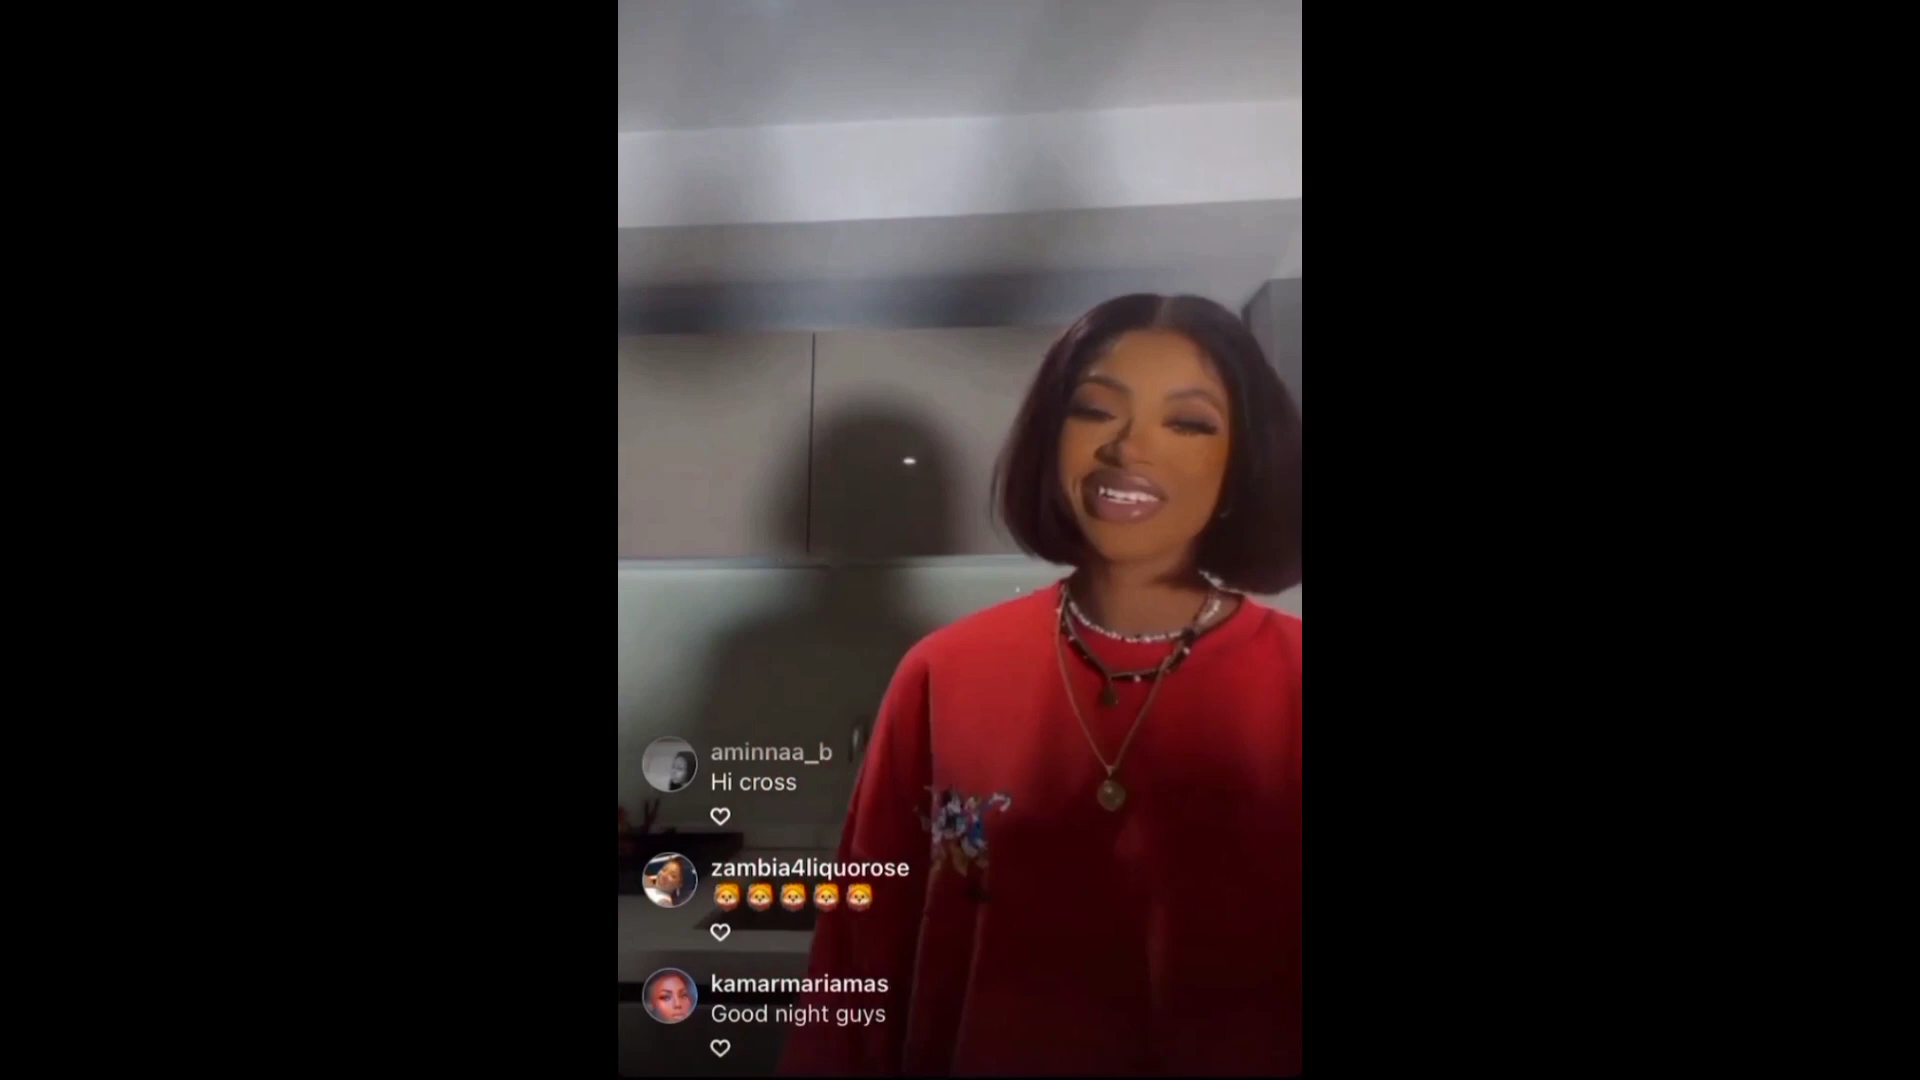 aminnaa_b
Hi cross
zambia4liquorose
🦁🦁🦁🦁🦁
kamarmariamas
Good night guys